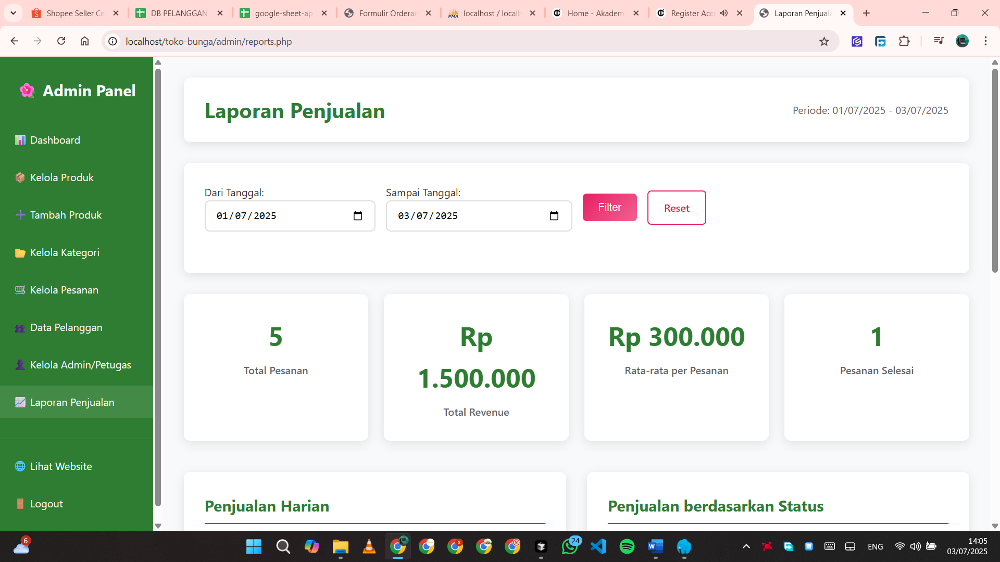 Shopee Seller Ce
DB PELANGGAN
google-sheet-ap
Formulir Orderan
localhost / localh
Home - Akadem
Register Acc
Laporan Penjuala
localhost/toko-bunga/admin/reports.php
Admin Panel
Dashboard
Kelola Produk
Tambah Produk
Kelola Kategori
Kelola Pesanan
Data Pelanggan
Kelola Admin/Petugas
Laporan Penjualan
Lihat Website
Logout
Laporan Penjualan
Periode: 01/07/2025 - 03/07/2025
Dari Tanggal:
01/07/2025
Sampai Tanggal:
03/07/2025
Filter
Reset
5
Total Pesanan
Rp
1.500.000
Total Revenue
Rp 300.000
Rata-rata per Pesanan
1
Pesanan Selesai
Penjualan Harian
Penjualan berdasarkan Status
6
24
ENG
14:05
03/07/2025